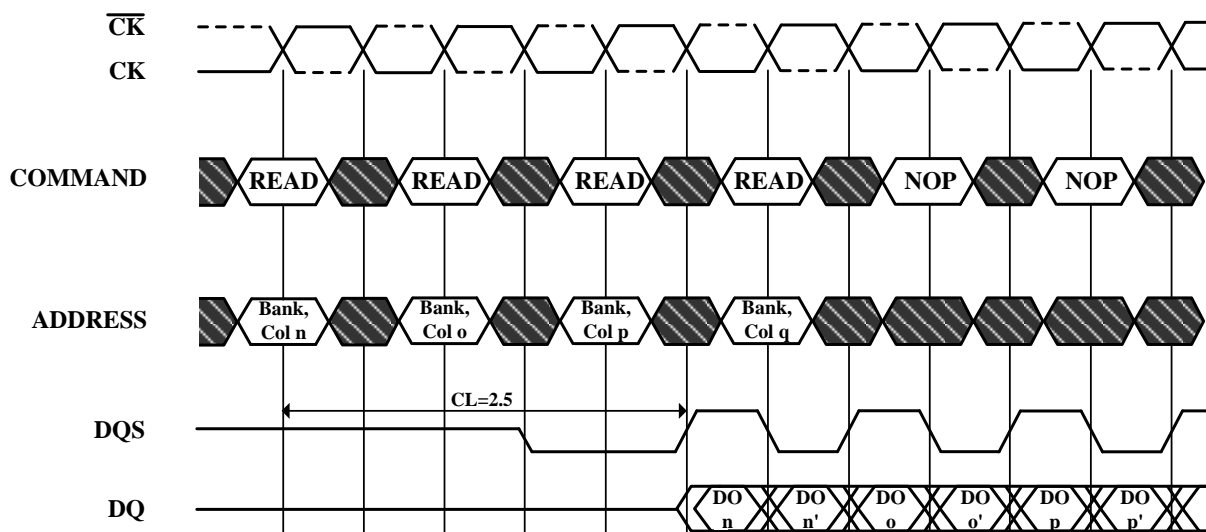 CK
CK
COMMAND READ READ READ READ NOP NOP
ADDRESS Bank, Col n Bank, Col o Bank, Col p Bank, Col q
CL=2.5
DQS
DQ DO n DO n' DO o DO o' DO p DO p'